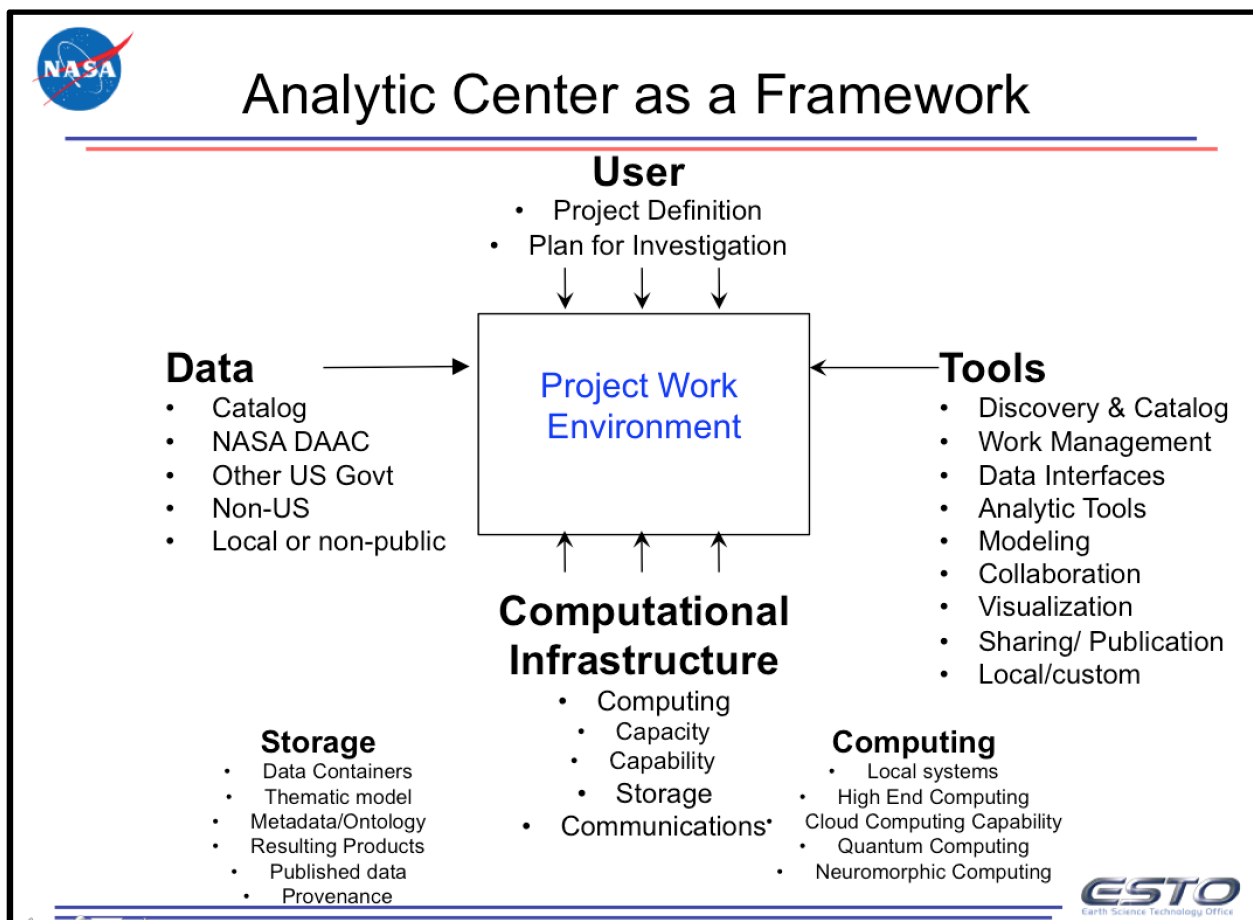 NASA
Analytic Center as a Framework
User
• Project Definition
• Plan for Investigation
Data
• Catalog
• NASA DAAC
• Other US Govt
• Non-US
• Local or non-public
Project Work
Environment
Tools
• Discovery & Catalog
• Work Management
• Data Interfaces
• Analytic Tools
• Modeling
• Collaboration
• Visualization
• Sharing/ Publication
• Local/custom
Computational
Infrastructure
• Computing
• Capacity
• Capability
• Storage
• Communications
Storage
• Data Containers
• Thematic model
• Metadata/Ontology
• Resulting Products
• Published data
• Provenance
Computing
• Local systems
• High End Computing
• Cloud Computing Capability
• Quantum Computing
• Neuromorphic Computing
ESTO
Earth Science Technology Office